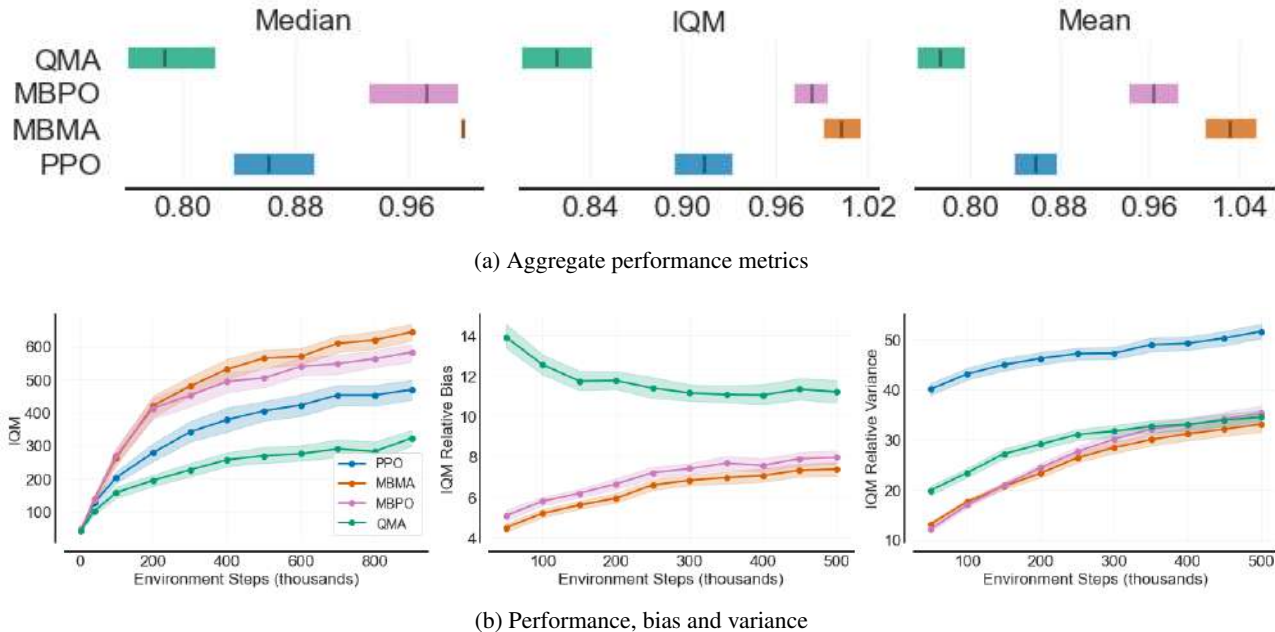 Median
IQM
Mean
QMA
MBPO
MBMA
PPO
0.80 0.88 0.96
0.84 0.90 0.96 1.02
0.80 0.88 0.96 1.04
(a) Aggregate performance metrics
IQM
600
500
400
300
200
100
0 200 400 600 800
Environment Steps (thousands)
PPO
MBMA
MBPO
QMA
IQM Relative Bias
14
12
10
8
6
4
100 200 300 400 500
Environment Steps (thousands)
IQM Relative Variance
50
40
30
20
10
100 200 300 400 500
Environment Steps (thousands)
(b) Performance, bias and variance